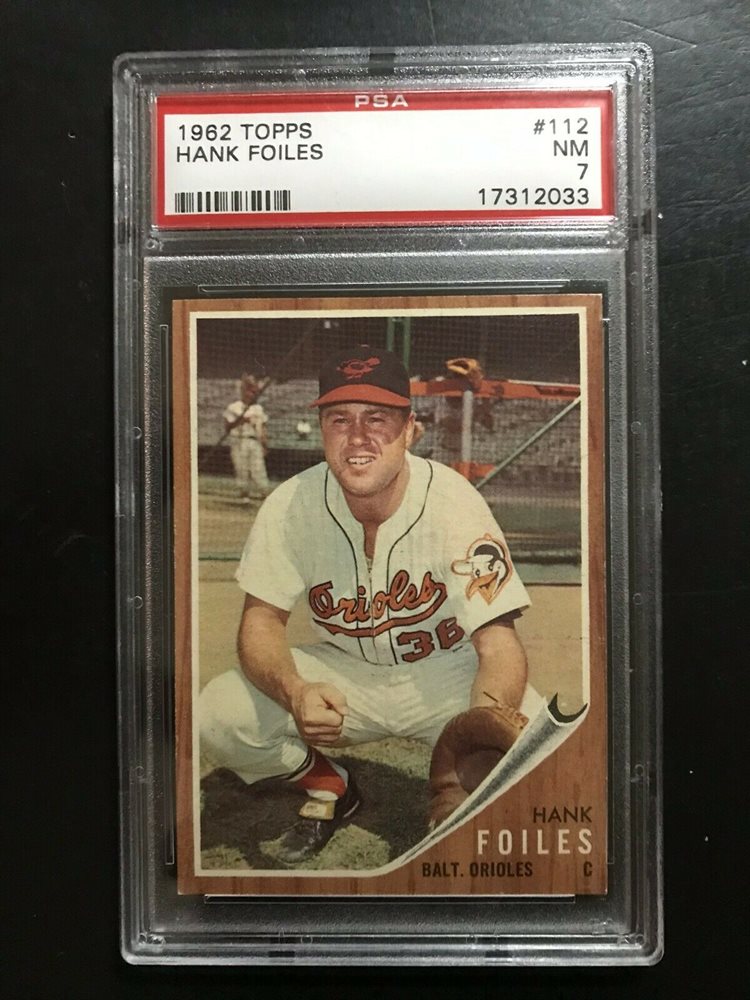 PSA
1962 TOPPS #112
HANK FOILES NM
7
17312033
Orioles
36
HANK
FOILES
BALT. ORIOLES C